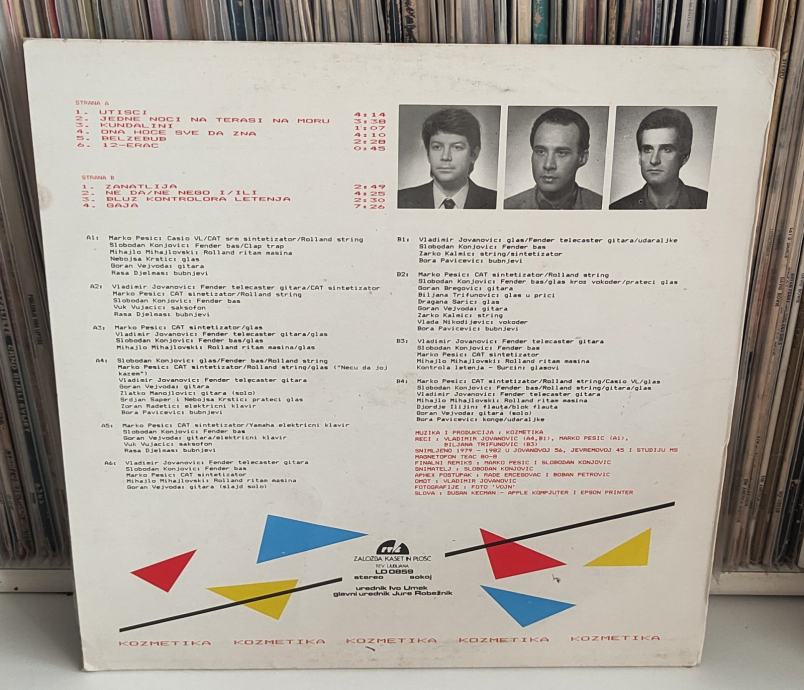 STRANA A
1. UTISCI 4:14
2. JEDNE NOCI NA TERASI NA MORU 3:38
3. KUNDALINI 1:07
4. ONA HOCE SVE DA ZNA 4:10
5. BELZEBUB 2:28
6. 12-ERAC 0:45
STRANA B
1. ZANATLIJA 2:49
2. NE DA/NE NEGO I/ILI 4:25
3. BLUZ KONTROLORA LETENJA 2:30
4. GAJA 7:26
A1: Marko Pesic: Casio VL/CAT srm sintetizator/Rolland string
Slobodan Konjovic: Fender bas/Clap trap
Mihajlo Mihajlovski: Rolland ritam masina
Nebojsa Krstic: glas
Goran Vejvoda: gitara
Rasa Djelmas: bubnjevi
A2: Vladimir Jovanovic: Fender telecaster gitara/CAT sintetizator
Marko Pesic: CAT sintetizator/Rolland string
Slobodan Konjovic: Fender bas
Vuk Vujacic: saksofon
Rasa Djelmas: bubnjevi
A3: Marko Pesic: CAT sintetizator/glas
Vladimir Jovanovic: Fender telecaster gitara/glas
Slobodan Konjovic: Fender bas/glas
Mihajlo Mihajlovski: Rolland ritam masina/glas
A4: Slobodan Konjovic: glas/Fender bas/Rolland string
Marko Pesic: CAT sintetizator/Rolland string/glas ("Necu da joj
kazem")
Vladimir Jovanovic: Fender telecaster gitara
Goran Vejvoda: gitara
Zlatko Manojlovic: gitara (solo)
Srdjan Saper i Nebojsa Krstic: prateci glas
Zoran Radetic: elektricni klavir
Bora Pavicevic: bubnjevi
A5: Marko Pesic: CAT sintetizator/Yamaha elektricni klavir
Slobodan Konjovic: Fender bas
Goran Vejvoda: gitara/elektricni klavir
Vuk Vujacic: saksofon
Rasa Djelmas: bubnjevi
A6: Vladimir Jovanovic: Fender telecaster gitara
Slobodan Konjovic: Fender bas
Marko Pesic: CAT sintetizator
Mihajlo Mihajlovski: Rolland ritam masina
Goran Vejvoda: gitara (slajd solo)
B1: Vladimir Jovanovic: glas/Fender telecaster gitara/udaraljke
Slobodan Konjovic: Fender bas
Zarko Kalmic: string/sintetizator
Bora Pavicevic: bubnjevi
B2: Marko Pesic: CAT sintetizator/Rolland string
Slobodan Konjovic: Fender bas/glas kroz vokoder/prateci glas
Goran Bregovic: gitara
Biljana Trifunovic: glas u prici
Dragana Saric: glas
Goran Vejvoda: gitara
Zarko Kalmic: string
Vlada Nikodijevic: vokoder
Bora Pavicevic: bubnjevi
B3: Vladimir Jovanovic: Fender telecaster gitara
Slobodan Konjovic: Fender bas
Marko Pesic: CAT sintetizator
Mihajlo Mihajlovski: Rolland ritam masina
Kontrola letenja - Surcin: glasovi
B4: Marko Pesic: CAT sintetizator/Rolland string/Casio VL/glas
Slobodan Konjovic: Fender bas/Rolland string/gitara/glas
Vladimir Jovanovic: Fender telecaster gitara
Mihajlo Mihajlovski: Rolland ritam masina
Djordje Ilijin: flauta/blok flauta
Goran Vejvoda: gitara (solo)
Bora Pavicevic: konge/udaraljke
MUZIKA I PRODUKCIJA : KOZMETIKA
RECI : VLADIMIR JOVANOVIC (A4,B1), MARKO PESIC (A1),
BILJANA TRIFUNOVIC (B3)
SNIMLJENO 1979 - 1982 U JOVANOVOJ 56, JEVREMOVOJ 45 I STUDIJU MS
MAGNETOFON TEAC 80-8
FINALNI REMIKS : MARKO PESIC I SLOBODAN KONJOVIC
SNIMATELJ : SLOBODAN KONJOVIC
APHEX POSTUPAK : RADE ERCEGOVAC I BOBAN PETROVIC
OMOT : VLADIMIR JOVANOVIC
FOTOGRAFIJE : FOTO 'VOJN'
SLOVA : DUSAN KECMAN - APPLE KOMPJUTER I EPSON PRINTER
ZALOŽBA KASET IN PLOŠČ
RTV LJUBLJANA
LD 0859
stereo sokoj
urednik Ivo Umek
glavni urednik Jure Robežnik
KOZMETIKA KOZMETIKA KOZMETIKA KOZMETIKA KOZMETIKA